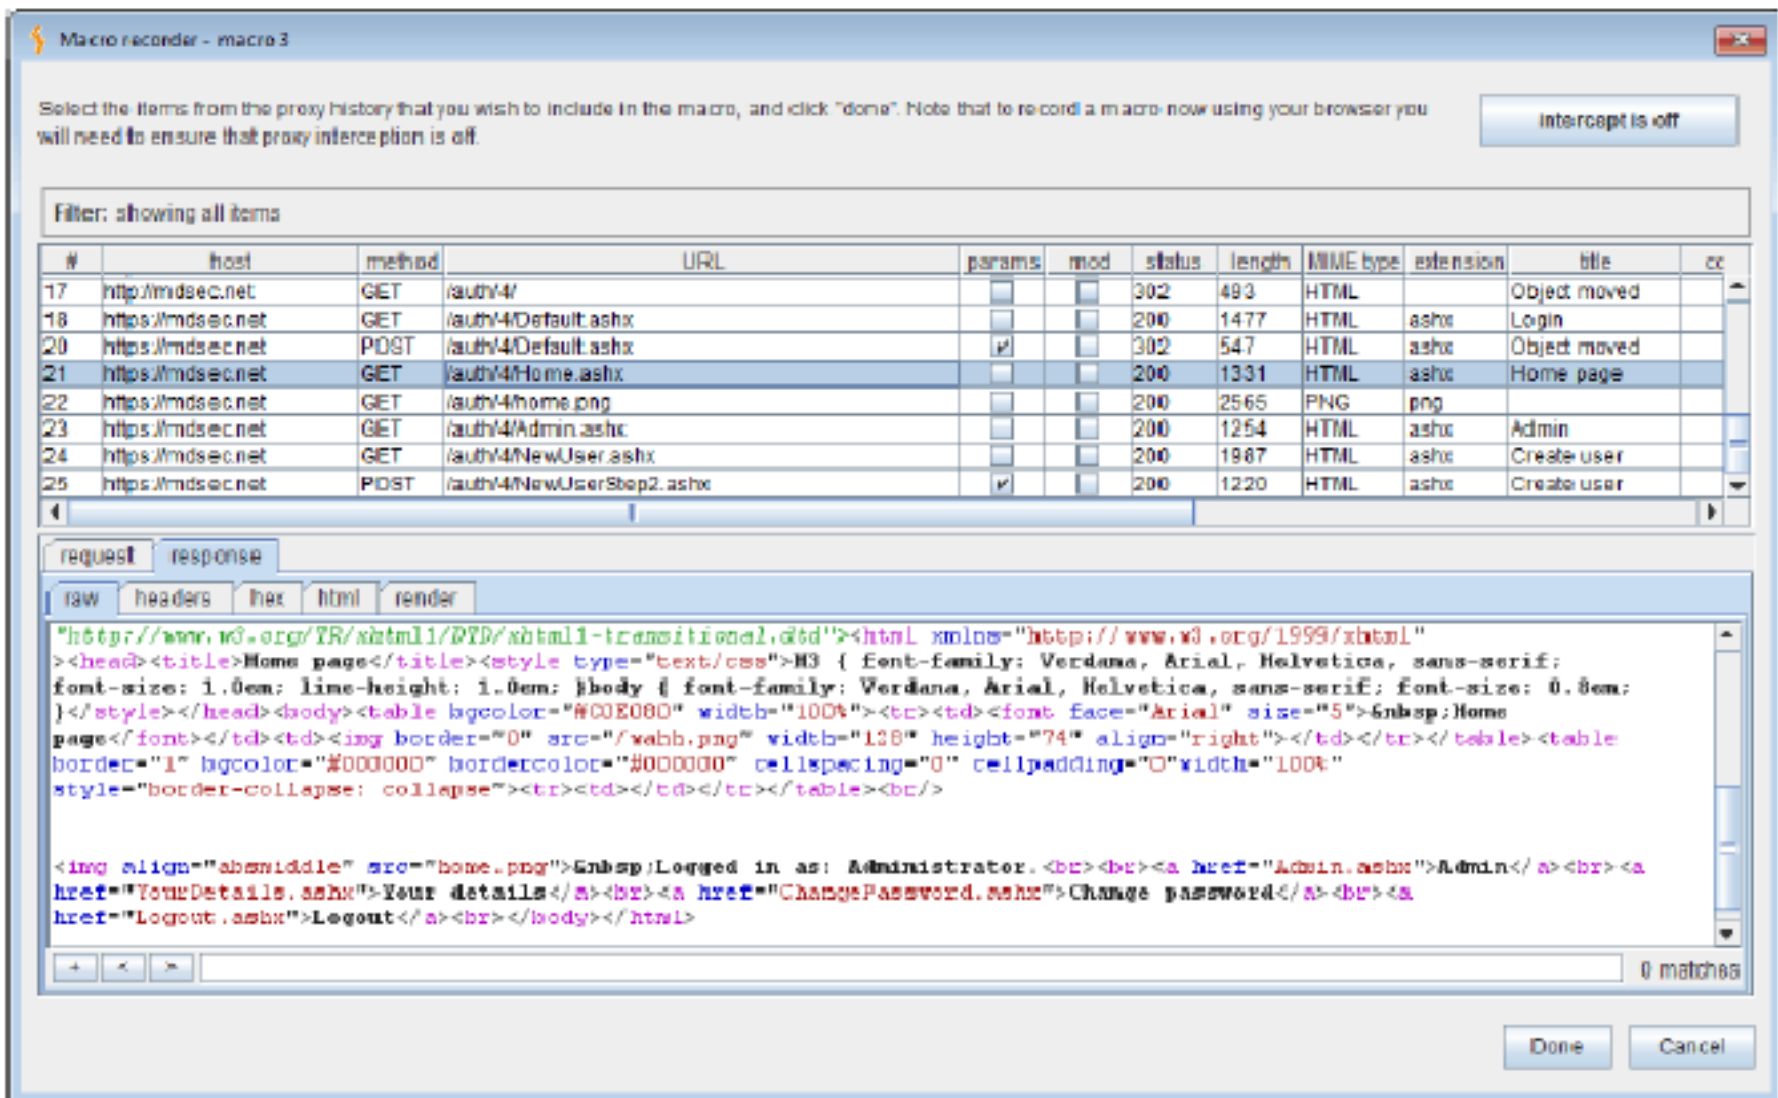 Macro recorder - macro 3
Select the items from the proxy history that you wish to include in the macro, and click "done". Note that to record a macro now using your browser you
will need to ensure that proxy interception is off.
intercept is off
Filter: showing all items
# host method URL params mod status length MIME type extension title cc
17 http://mdsec.net GET /auth/4/ 302 493 HTML Object moved
18 https://mdsec.net GET /auth/4/Default.ashx 200 1477 HTML ashx Login
20 https://mdsec.net POST /auth/4/Default.ashx 302 547 HTML ashx Object moved
21 https://mdsec.net GET /auth/4/Home.ashx 200 1331 HTML ashx Home page
22 https://mdsec.net GET /auth/4/home.png 200 2565 PNG png
23 https://mdsec.net GET /auth/4/Admin.ashx 200 1254 HTML ashx Admin
24 https://mdsec.net GET /auth/4/NewUser.ashx 200 1987 HTML ashx Create user
25 https://mdsec.net POST /auth/4/NewUserStep2.ashx 200 1220 HTML ashx Create user
request response
raw headers hex html render
"http://www.w3.org/TR/xhtml1/DTD/xhtml1-transitional.dtd"><html xmlns="http://www.w3.org/1999/xhtml"
><head><title>Home page</title><style type="text/css">H3 { font-family: Verdana, Arial, Helvetica, sans-serif;
font-size: 1.0em; line-height: 1.0em; }body { font-family: Verdana, Arial, Helvetica, sans-serif; font-size: 0.8em;
}</style></head><body><table bgcolor="#C0E080" width="100%"><tr><td><font face="Arial" size="5">&nbsp;Home
page</font></td><td><img border="0" src="/wahh.png" width="128" height="74" align="right"></td></tr></table><table
border="1" bgcolor="#000000" bordercolor="#000000" cellspacing="0" cellpadding="0"width="100%"
style="border-collapse: collapse"><tr><td></td></tr></table><br/>
<img align="absmiddle" src="home.png">&nbsp;Logged in as: Administrator.<br><br><a href="Admin.ashx">Admin</a><br><a
href="YourDetails.ashx">Your details</a><br><a href="ChangePassword.ashx">Change password</a><br><a
href="Logout.ashx">Logout</a><br></body></html>
+ < > 0 matches
Done Cancel